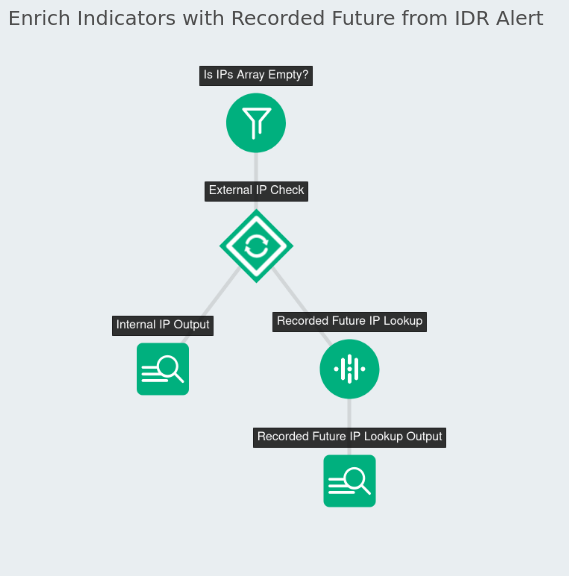 Enrich Indicators with Recorded Future from IDR Alert
Is IPs Array Empty?
External IP Check
Internal IP Output
Recorded Future IP Lookup
Recorded Future IP Lookup Output